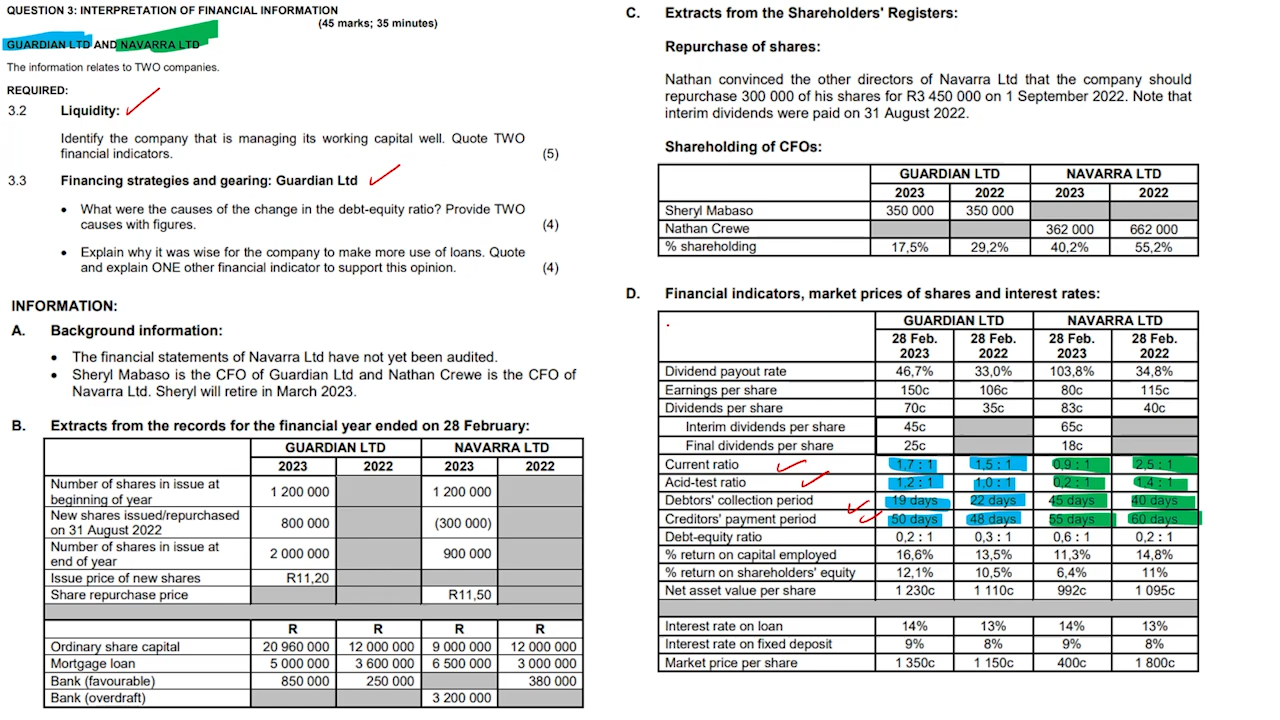 QUESTION 3: INTERPRETATION OF FINANCIAL INFORMATION
(45 marks; 35 minutes)
GUARDIAN LTD AND NAVARRA LTD
The information relates to TWO companies.
REQUIRED:
3.2 Liquidity:
Identify the company that is managing its working capital well. Quote TWO
financial indicators. (5)
3.3 Financing strategies and gearing: Guardian Ltd
• What were the causes of the change in the debt-equity ratio? Provide TWO
causes with figures. (4)
• Explain why it was wise for the company to make more use of loans. Quote
and explain ONE other financial indicator to support this opinion. (4)
INFORMATION:
A. Background information:
• The financial statements of Navarra Ltd have not yet been audited.
• Sheryl Mabaso is the CFO of Guardian Ltd and Nathan Crewe is the CFO of
Navarra Ltd. Sheryl will retire in March 2023.
B. Extracts from the records for the financial year ended on 28 February:
GUARDIAN LTD NAVARRA LTD
2023 2022 2023 2022
Number of shares in issue at
beginning of year 1 200 000 1 200 000
New shares issued/repurchased
on 31 August 2022 800 000 (300 000)
Number of shares in issue at
end of year 2 000 000 900 000
Issue price of new shares R11,20
Share repurchase price R11,50
R R R R
Ordinary share capital 20 960 000 12 000 000 9 000 000 12 000 000
Mortgage loan 5 000 000 3 600 000 6 500 000 3 000 000
Bank (favourable) 850 000 250 000 380 000
Bank (overdraft) 3 200 000
C. Extracts from the Shareholders' Registers:
Repurchase of shares:
Nathan convinced the other directors of Navarra Ltd that the company should
repurchase 300 000 of his shares for R3 450 000 on 1 September 2022. Note that
interim dividends were paid on 31 August 2022.
Shareholding of CFOs:
GUARDIAN LTD NAVARRA LTD
2023 2022 2023 2022
Sheryl Mabaso 350 000 350 000
Nathan Crewe 362 000 662 000
% shareholding 17,5% 29,2% 40,2% 55,2%
D. Financial indicators, market prices of shares and interest rates:
GUARDIAN LTD NAVARRA LTD
28 Feb. 28 Feb. 28 Feb. 28 Feb.
2023 2022 2023 2022
Dividend payout rate 46,7% 33,0% 103,8% 34,8%
Earnings per share 150c 106c 80c 115c
Dividends per share 70c 35c 83c 40c
Interim dividends per share 45c 65c
Final dividends per share 25c 18c
Current ratio 1,7 : 1 1,5 : 1 0,9 : 1 2,5 : 1
Acid-test ratio 1,2 : 1 1,0 : 1 0,2 : 1 1,4 : 1
Debtors' collection period 19 days 22 days 45 days 40 days
Creditors' payment period 50 days 48 days 55 days 60 days
Debt-equity ratio 0,2 : 1 0,3 : 1 0,6 : 1 0,2 : 1
% return on capital employed 16,6% 13,5% 11,3% 14,8%
% return on shareholders' equity 12,1% 10,5% 6,4% 11%
Net asset value per share 1 230c 1 110c 992c 1 095c
Interest rate on loan 14% 13% 14% 13%
Interest rate on fixed deposit 9% 8% 9% 8%
Market price per share 1 350c 1 150c 400c 1 800c